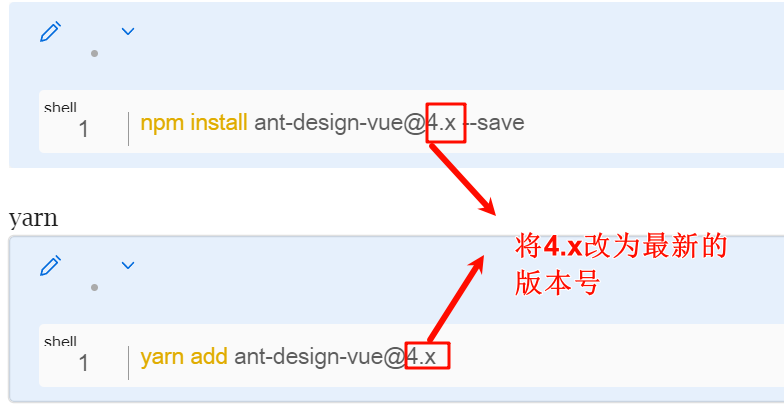 shell
1 npm install ant-design-vue@4.x --save
yarn
将4.x改为最新的
版本号
shell
1 yarn add ant-design-vue@4.x